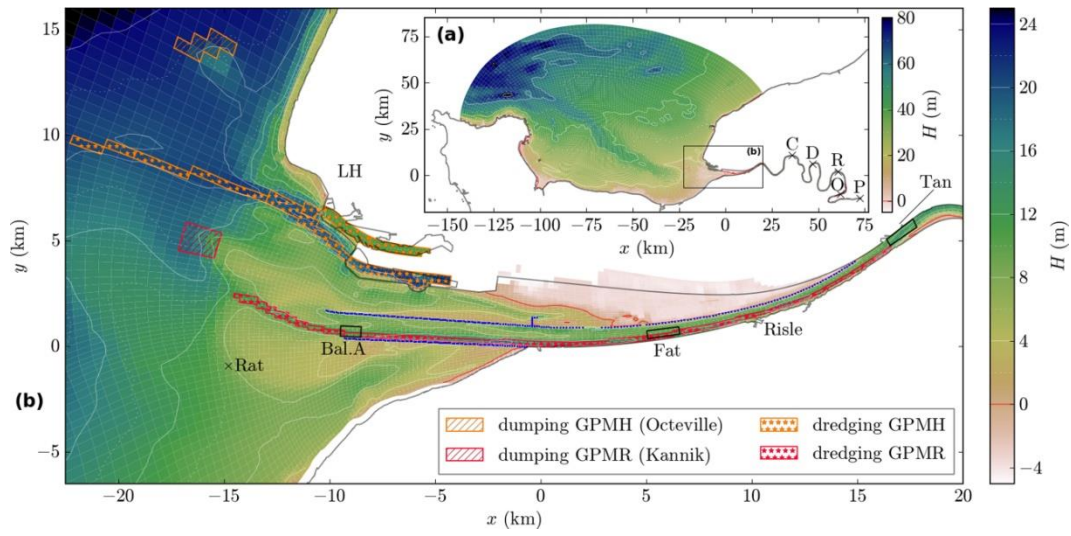 (a)
75
50
25
0
y (km)
−150
−125
−100
−75
−50
−25
0
25
50
75
x (km)
(b)
C
D
R
O
P
80
60
40
20
0
H (m)
15
10
5
0
−5
y (km)
LH
Tan
Risle
Bal.A
Fat
×Rat
(b)
dumping GPMH (Octeville)
dredging GPMH
dumping GPMR (Kannik)
dredging GPMR
−20
−15
−10
−5
0
5
10
15
20
x (km)
24
20
16
12
8
4
0
−4
H (m)